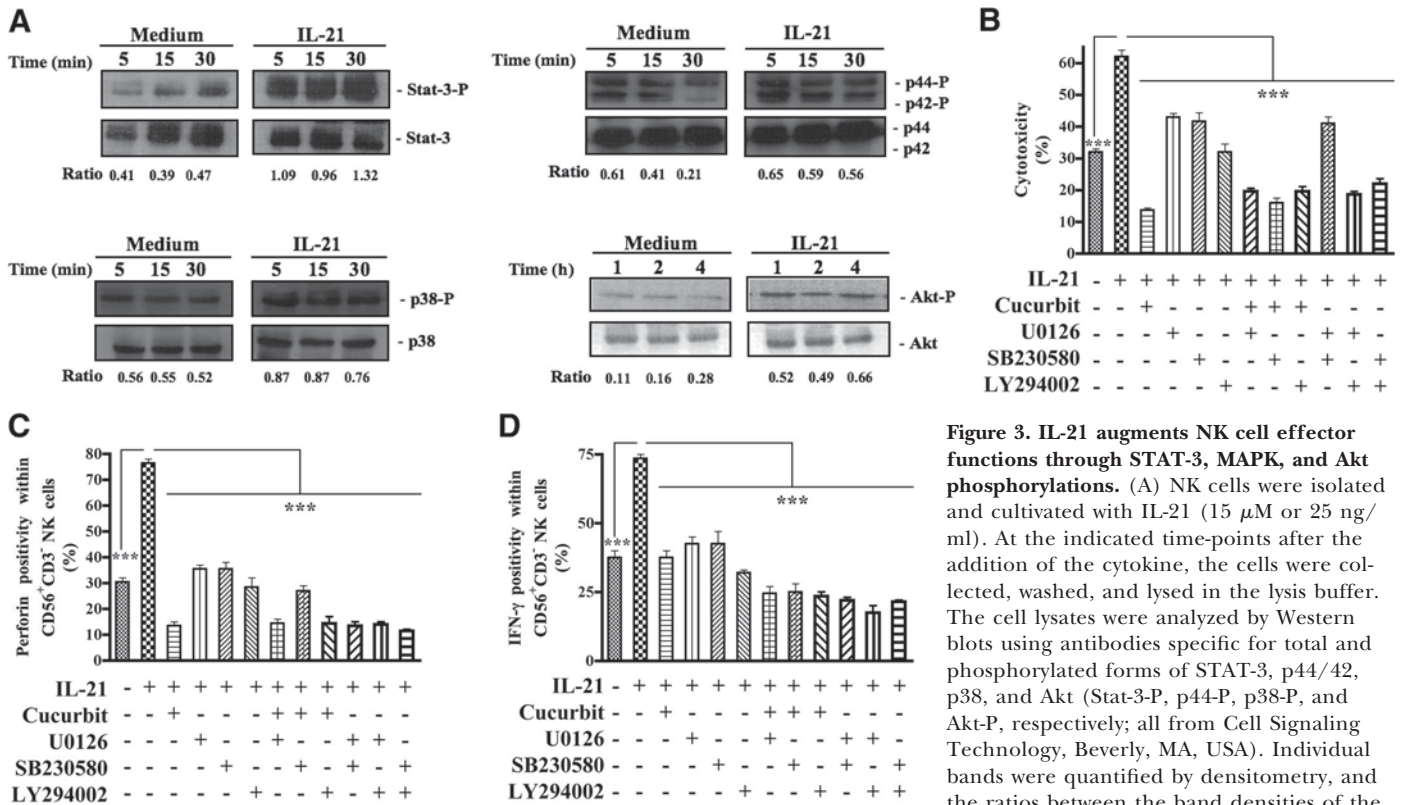 A
Medium IL-21
Time (min) 5 15 30 5 15 30
- Stat-3-P
- Stat-3
Ratio 0.41 0.39 0.47 1.09 0.96 1.32
Medium IL-21
Time (min) 5 15 30 5 15 30
- p44-P
- p42-P
- p44
- p42
Ratio 0.61 0.41 0.21 0.65 0.59 0.56
Medium IL-21
Time (min) 5 15 30 5 15 30
- p38-P
- p38
Ratio 0.56 0.55 0.52 0.87 0.87 0.76
Medium IL-21
Time (h) 1 2 4 1 2 4
- Akt-P
- Akt
Ratio 0.11 0.16 0.28 0.52 0.49 0.66
B
Cytotoxicity
(%)
60
50
40
30
20
10
0
***
***
IL-21 - + + + + + + + + + + +
Cucurbit - - + - - - + + + - - -
U0126 - - - + - - + - - + + -
SB230580 - - - - + - - + - + - +
LY294002 - - - - - + - - + - + +
C
Perforin positivity within
CD56+CD3- NK cells
(%)
80
70
60
50
40
30
20
10
0
***
***
IL-21 - + + + + + + + + + + +
Cucurbit - - + - - - + + + - - -
U0126 - - - + - - + - - + + -
SB230580 - - - - + - - + - + - +
LY294002 - - - - - + - - + - + +
D
IFN-γ positivity within
CD56+CD3- NK cells
(%)
75
50
25
0
***
***
IL-21 - + + + + + + + + + + +
Cucurbit - - + - - - + + + - - -
U0126 - - - + - - + - - + + -
SB230580 - - - - + - - + - + - +
LY294002 - - - - - + - - + - + +
Figure 3. IL-21 augments NK cell effector
functions through STAT-3, MAPK, and Akt
phosphorylations. (A) NK cells were isolated
and cultivated with IL-21 (15 μM or 25 ng/
ml). At the indicated time-points after the
addition of the cytokine, the cells were col-
lected, washed, and lysed in the lysis buffer.
The cell lysates were analyzed by Western
blots using antibodies specific for total and
phosphorylated forms of STAT-3, p44/42,
p38, and Akt (Stat-3-P, p44-P, p38-P, and
Akt-P, respectively; all from Cell Signaling
Technology, Beverly, MA, USA). Individual
bands were quantified by densitometry, and
the ratios between the band densities of the